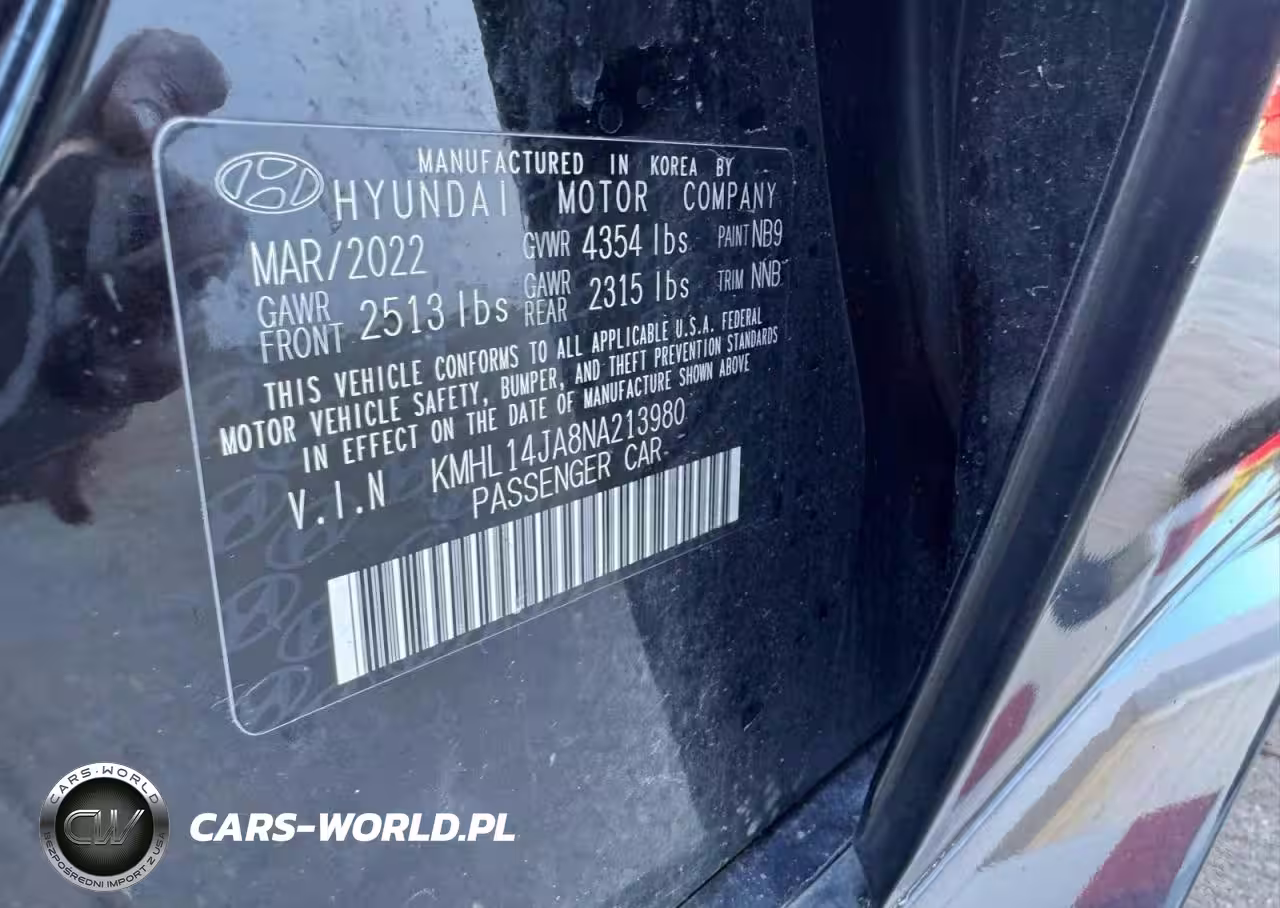 MANUFACTURED IN KOREA BY
HYUNDAI MOTOR COMPANY
MAR/2022 GVWR 4354 lbs PAINT NB9
GAWR FRONT 2513 lbs GAWR REAR 2315 lbs TRIM NNB
THIS VEHICLE CONFORMS TO ALL APPLICABLE U.S.A. FEDERAL
MOTOR VEHICLE SAFETY, BUMPER, AND THEFT PREVENTION STANDARDS
IN EFFECT ON THE DATE OF MANUFACTURE SHOWN ABOVE
V.I.N KMHL14JA8NA213980
PASSENGER CAR
CARS-WORLD
CW
BEZPOŚREDNI IMPORT Z USA
CARS-WORLD.PL